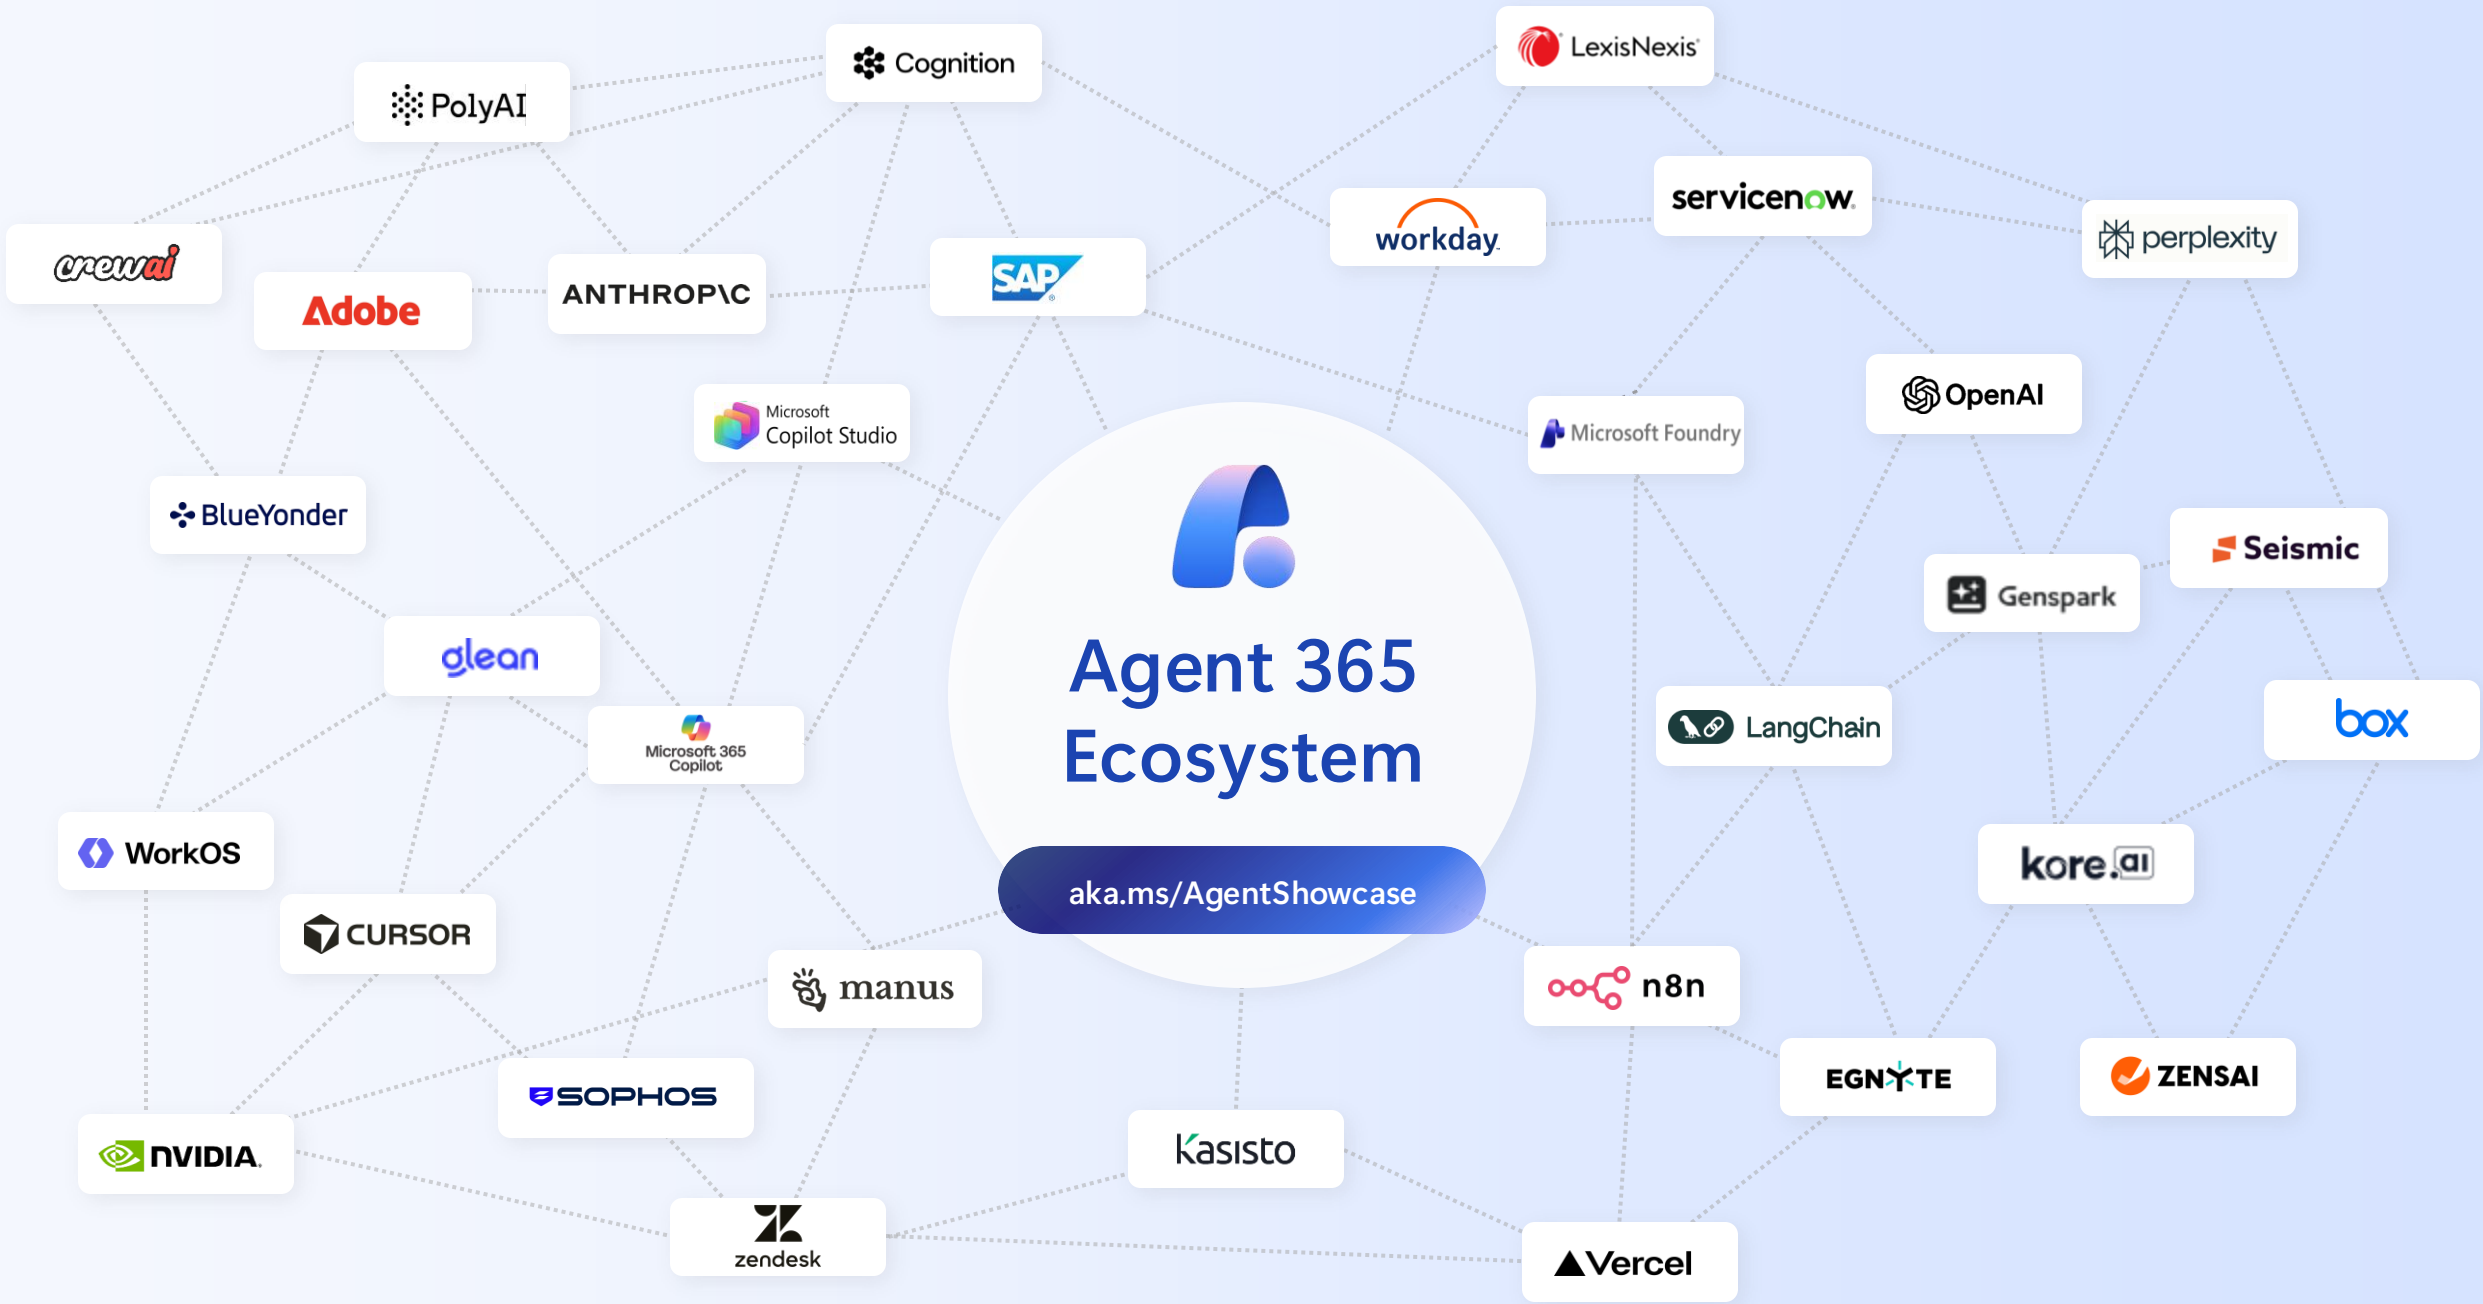 Cognition
LexisNexis®
PolyAI
servicenow®
workday
perplexity
crewai
Adobe
ANTHROP\C
SAP®
OpenAI
Microsoft
Copilot Studio
Microsoft Foundry
BlueYonder
Seismic
Genspark
glean
Agent 365
Ecosystem
Microsoft 365
Copilot
LangChain
box
WorkOS
kore.ai
aka.ms/AgentShowcase
CURSOR
manus
n8n
EGNYTE
ZENSAI
SOPHOS
Kasisto
NVIDIA
zendesk
Vercel